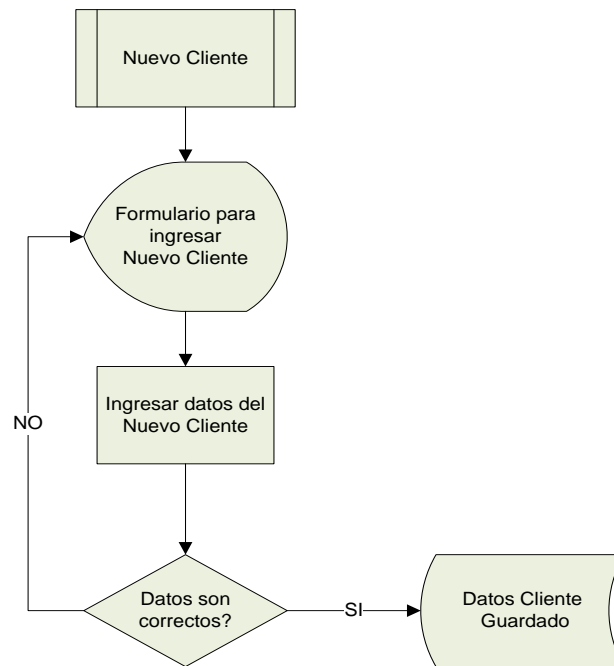 Nuevo Cliente
Formulario para
ingresar
Nuevo Cliente
Ingresar datos del
Nuevo Cliente
NO
Datos son
correctos?
SI
Datos Cliente
Guardado